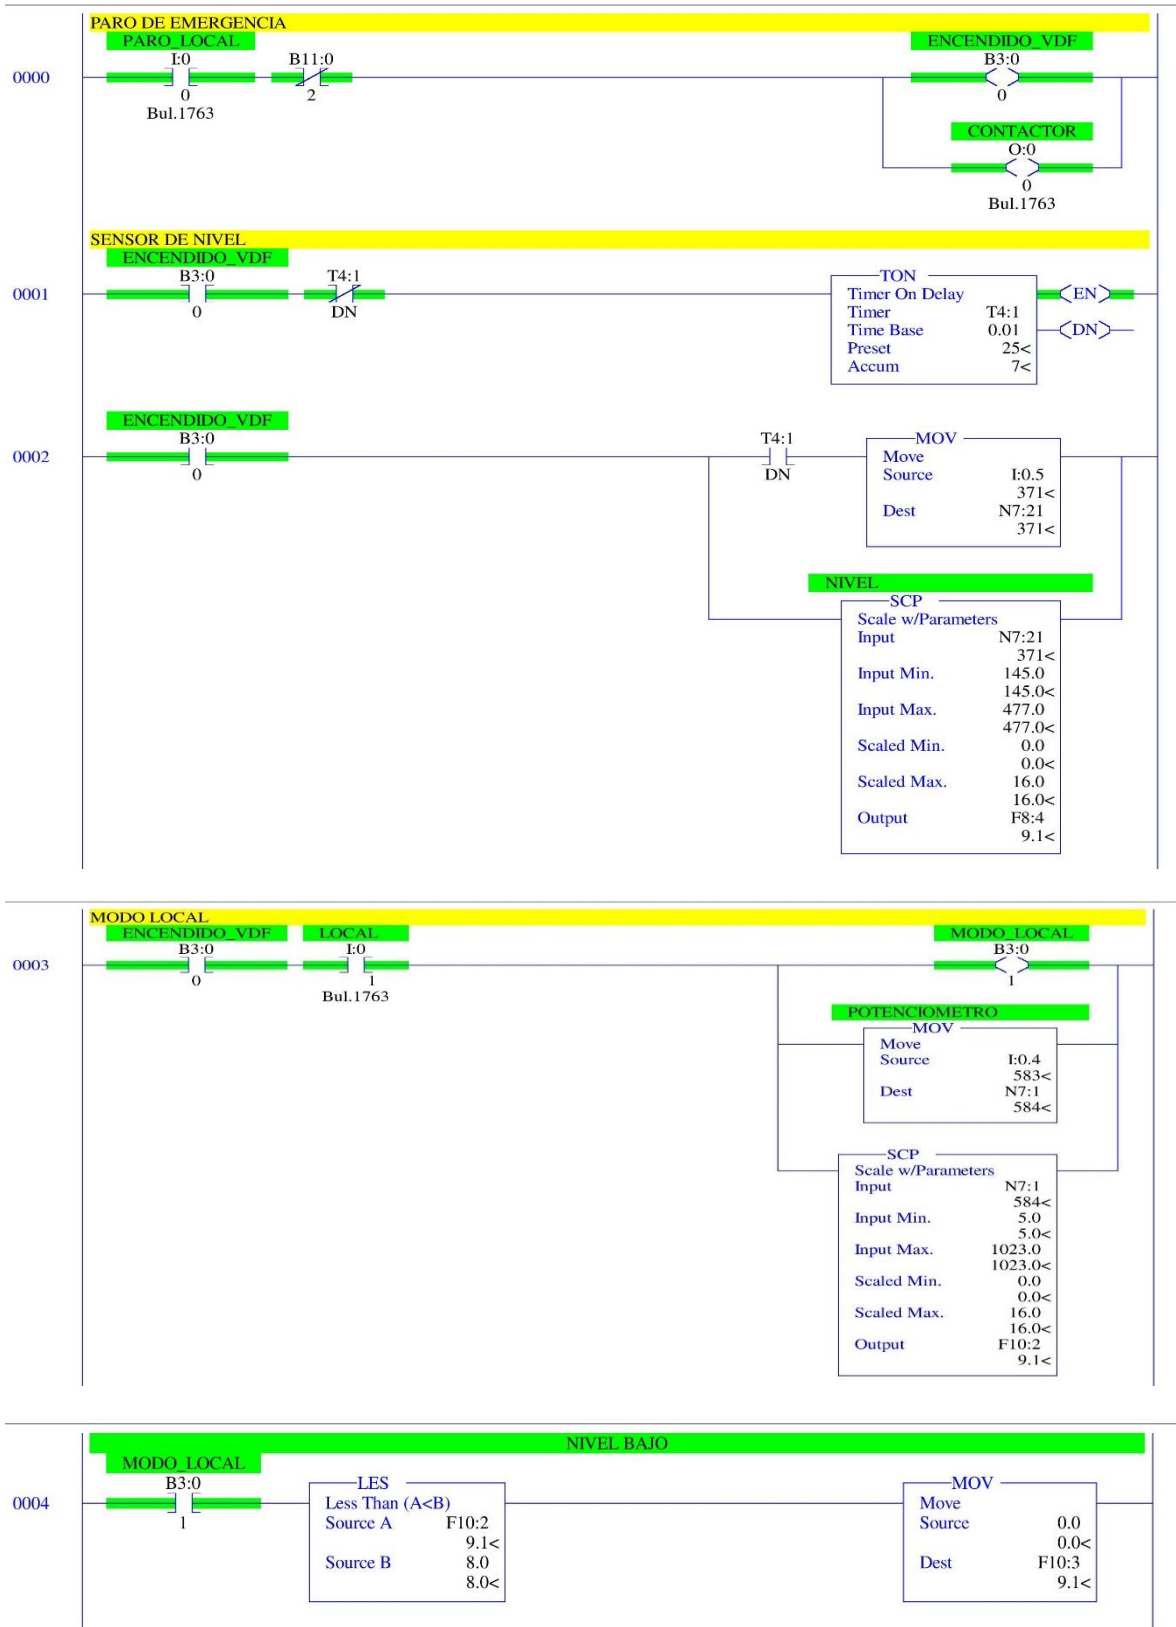 PARO DE EMERGENCIA
PARO_LOCAL
ENCENDIDO_VDF
I:0
B11:0
B3:0
0000
0
2
0
Bul.1763
CONTACTOR
O:0
0
Bul.1763
SENSOR DE NIVEL
ENCENDIDO_VDF
B3:0
T4:1
TON
0001
Timer On Delay
EN
0
DN
Timer T4:1
Time Base 0.01
DN
Preset 25<
Accum 7<
ENCENDIDO_VDF
B3:0
T4:1
MOV
0002
Move
0
DN
Source I:0.5
371<
Dest N7:21
371<
NIVEL
SCP
Scale w/Parameters
Input N7:21
371<
Input Min. 145.0
145.0<
Input Max. 477.0
477.0<
Scaled Min. 0.0
0.0<
Scaled Max. 16.0
16.0<
Output F8:4
9.1<
MODO LOCAL
ENCENDIDO_VDF
LOCAL
MODO_LOCAL
B3:0
I:0
B3:0
0003
0
1
1
Bul.1763
POTENCIOMETRO
MOV
Move
Source I:0.4
583<
Dest N7:1
584<
SCP
Scale w/Parameters
Input N7:1
584<
Input Min. 5.0
5.0<
Input Max. 1023.0
1023.0<
Scaled Min. 0.0
0.0<
Scaled Max. 16.0
16.0<
Output F10:2
9.1<
NIVEL BAJO
MODO_LOCAL
B3:0
LES
MOV
0004
Less Than (A<B)
Move
1
Source A F10:2
Source 0.0
9.1<
0.0<
Source B 8.0
Dest F10:3
8.0<
9.1<